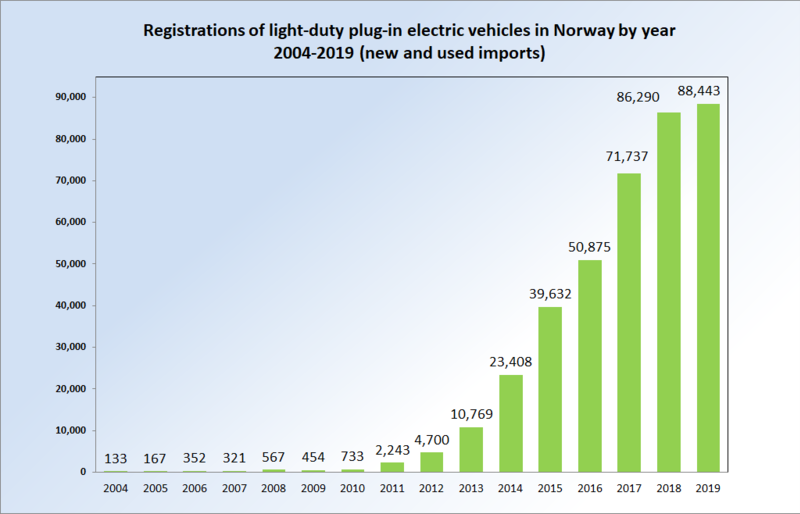 Registrations of light-duty plug-in electric vehicles in Norway by year
2004-2019 (new and used imports)
90,000
80,000
70,000
60,000
50,000
40,000
30,000
20,000
10,000
0
133 167 352 321 567 454 733 2,243 4,700 10,769 23,408 39,632 50,875 71,737 86,290 88,443
2004 2005 2006 2007 2008 2009 2010 2011 2012 2013 2014 2015 2016 2017 2018 2019